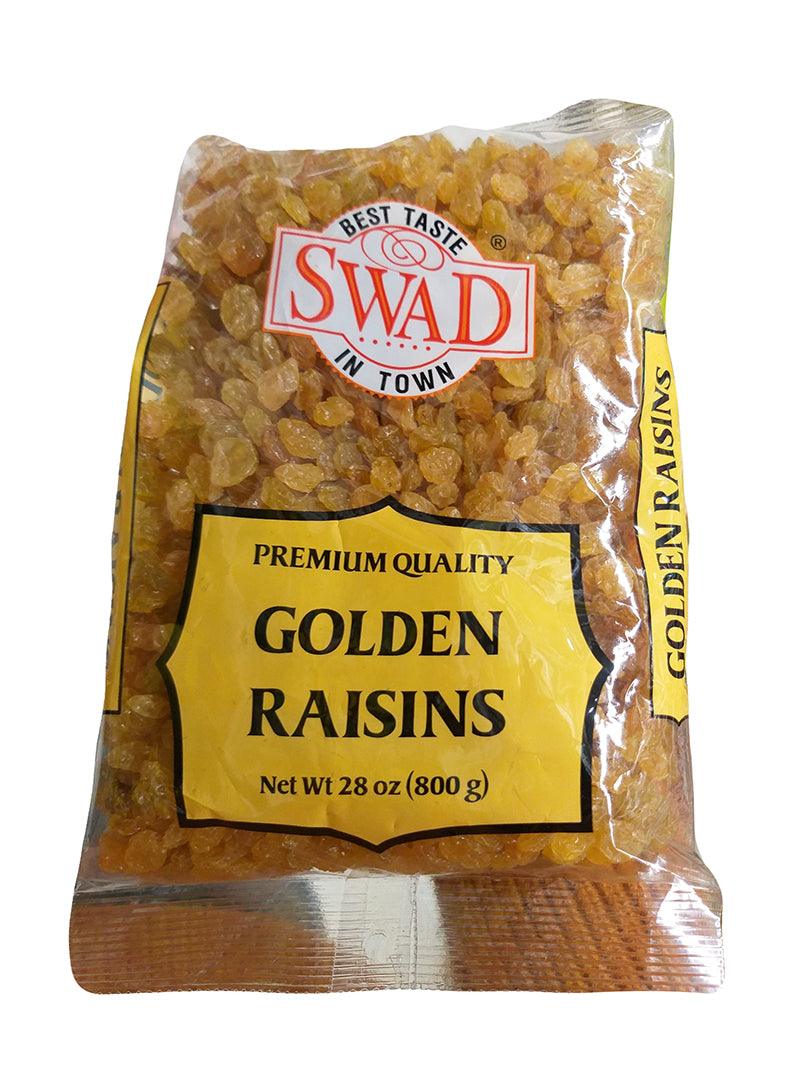 BEST TASTE
®
SWAD
IN TOWN
PREMIUM QUALITY
GOLDEN
RAISINS
Net Wt 28 oz (800 g)
GOLDEN RAISINS